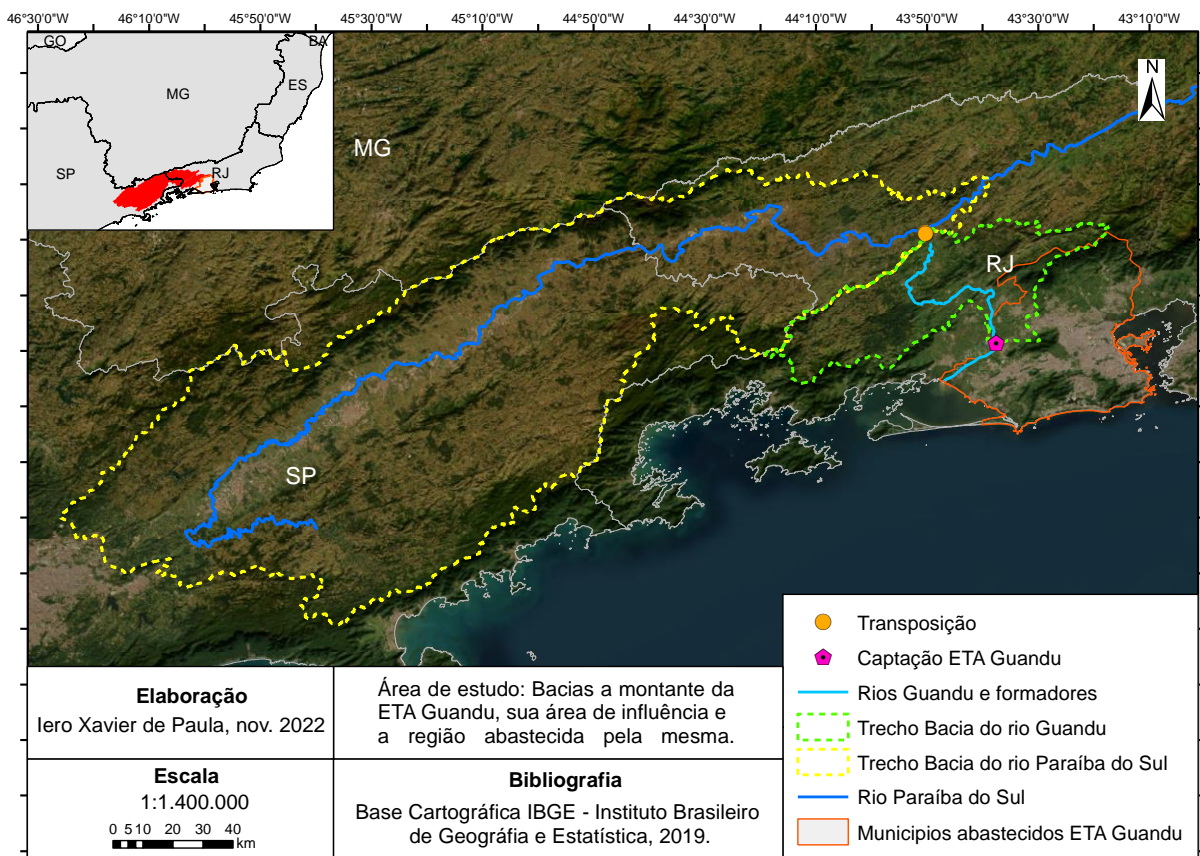 46°30'0"W 46°10'0"W 45°50'0"W 45°30'0"W 45°10'0"W 44°50'0"W 44°30'0"W 44°10'0"W 43°50'0"W 43°30'0"W 43°10'0"W
GO
BA
MG
ES
SP
RJ
N
MG
RJ
SP
Elaboração
Iero Xavier de Paula, nov. 2022
Escala
1:1.400.000
0 5 10 20 30 40
km
Área de estudo: Bacias a montante da
ETA Guandu, sua área de influência e
a região abastecida pela mesma.
Bibliografia
Base Cartográfica IBGE - Instituto Brasileiro
de Geográfia e Estatística, 2019.
Transposição
Captação ETA Guandu
Rios Guandu e formadores
Trecho Bacia do rio Guandu
Trecho Bacia do rio Paraíba do Sul
Rio Paraíba do Sul
Municipios abastecidos ETA Guandu